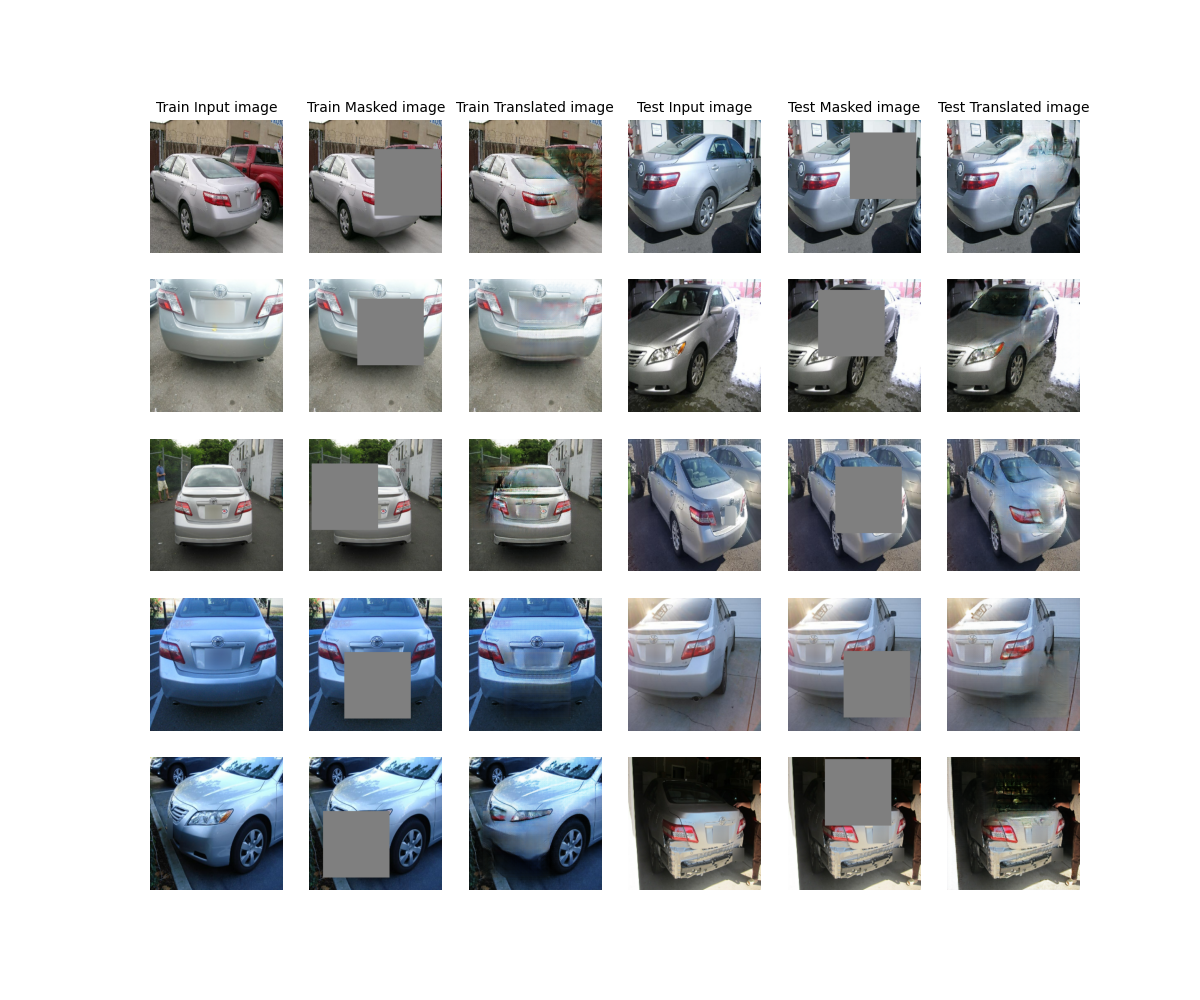 Train Input image
Train Masked image
Train Translated image
Test Input image
Test Masked image
Test Translated image